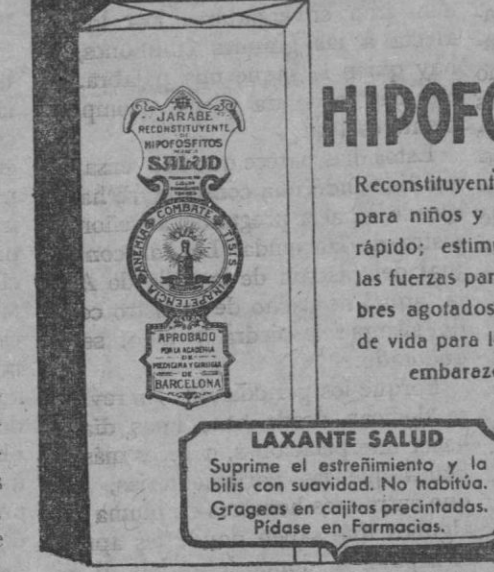 JARABE
RECONSTITUYENTE
HIPOFOSFITOS
SALUD
COMBATE
ANEMIA
TISIS
INAPETENCIA
APROBADO
POR LA ACADEMIA
DE
MEDICINA Y CIRUGIA
DE
BARCELONA
HIPOFO
Reconstituyent
para niños y
rápido; estim
las fuerzas par
bres agotados
de vida para l
embaraz
LAXANTE SALUD
Suprime el estreñimiento y la
bilis con suavidad. No habitúa.
Grageas en cajitas precintadas.
Pídase en Farmacias.